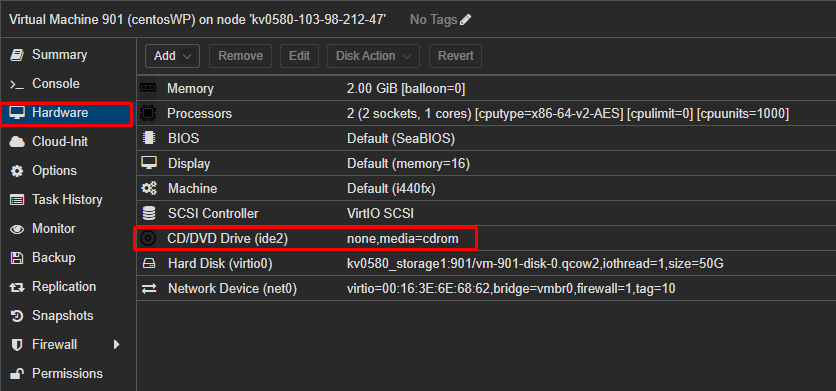 Virtual Machine 901 (centosWP) on node 'kv0580-103-98-212-47' No Tags
Summary
Console
Hardware
Cloud-Init
Options
Task History
Monitor
Backup
Replication
Snapshots
Firewall
Permissions
Add Remove Edit Disk Action Revert
Memory 2.00 GiB [balloon=0]
Processors 2 (2 sockets, 1 cores) [cputype=x86-64-v2-AES] [cpulimit=0] [cpuunits=1000]
BIOS Default (SeaBIOS)
Display Default (memory=16)
Machine Default (i440fx)
SCSI Controller VirtIO SCSI
CD/DVD Drive (ide2) none,media=cdrom
Hard Disk (virtio0) kv0580_storage1:901/vm-901-disk-0.qcow2,iothread=1,size=50G
Network Device (net0) virtio=00:16:3E:6E:68:62,bridge=vmbr0,firewall=1,tag=10